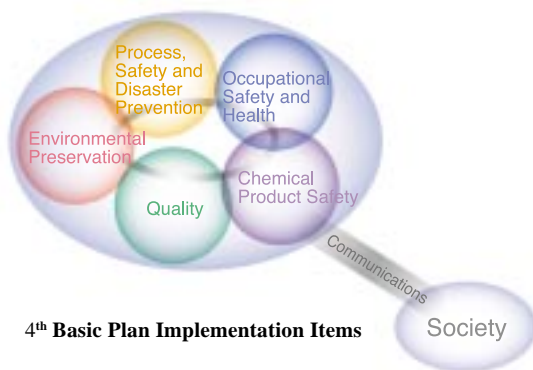 Process,
Safety and
Disaster
Prevention
Occupational
Safety and
Health
Environmental
Preservation
Chemical
Product Safety
Quality
Communications
Society
4th Basic Plan Implementation Items